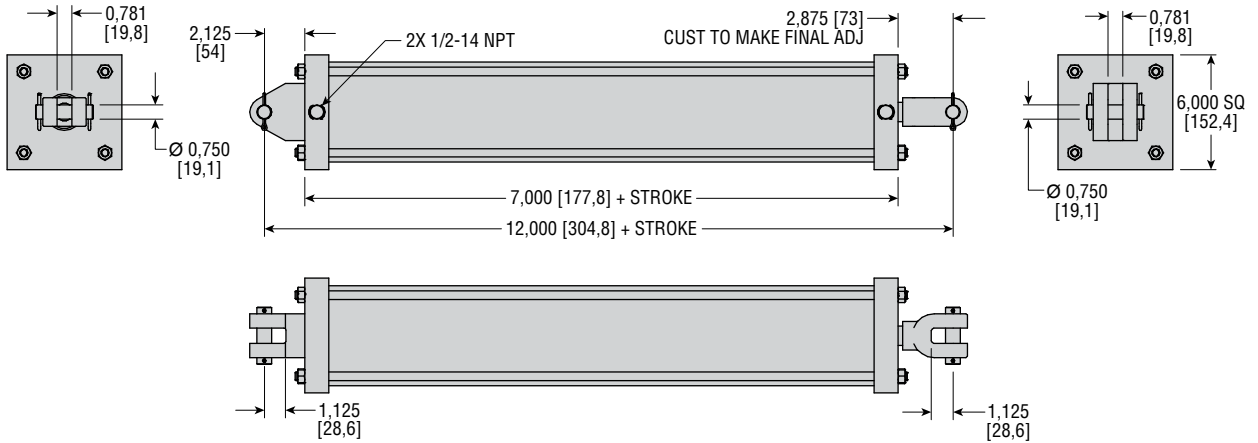 0,781
[19,8]
2,125
[54]
2X 1/2-14 NPT
2,875 [73]
CUST TO MAKE FINAL ADJ
0,781
[19,8]
6,000 SQ
[152,4]
Ø 0,750
[19,1]
Ø 0,750
[19,1]
7,000 [177,8] + STROKE
12,000 [304,8] + STROKE
1,125
[28,6]
1,125
[28,6]